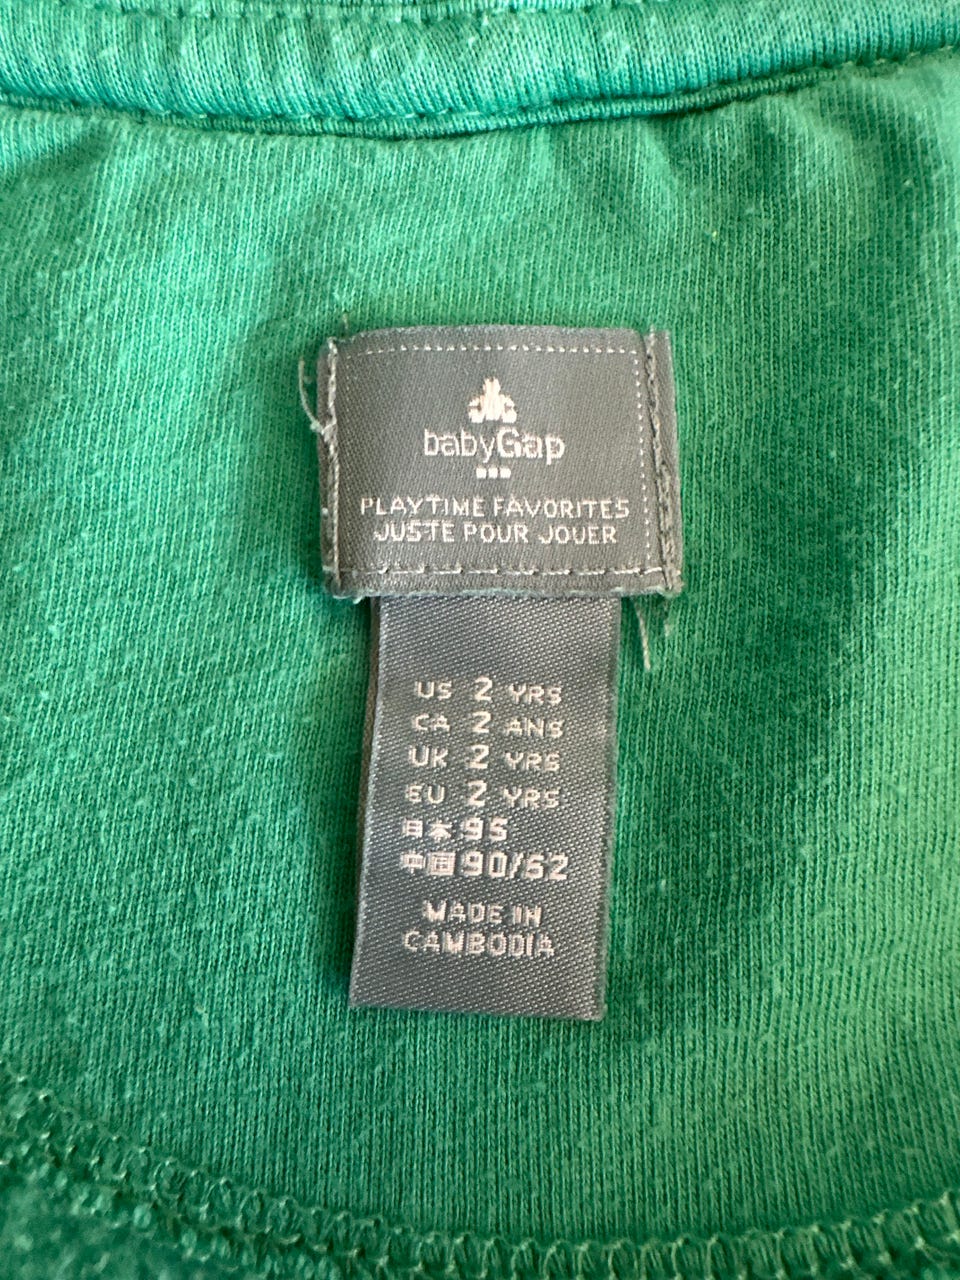 babyGap
PLAYTIME FAVORITES
JUSTE POUR JOUER
US 2 YRS
CA 2 ANS
UK 2 YRS
EU 2 YRS
日本 95
中国 90/52
MADE IN
CAMBODIA